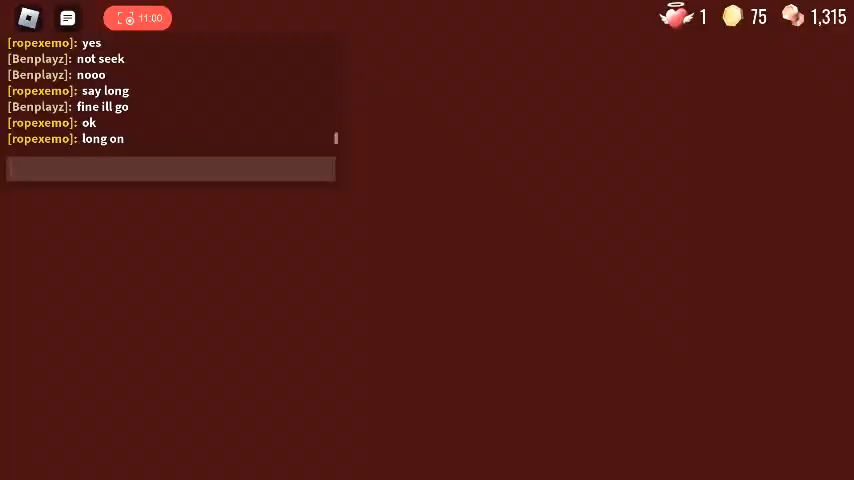 11:00
1
75
1,315
[ropexemo]: yes
[Benplayz]: not seek
[Benplayz]: nooo
[ropexemo]: say long
[Benplayz]: fine ill go
[ropexemo]: ok
[ropexemo]: long on